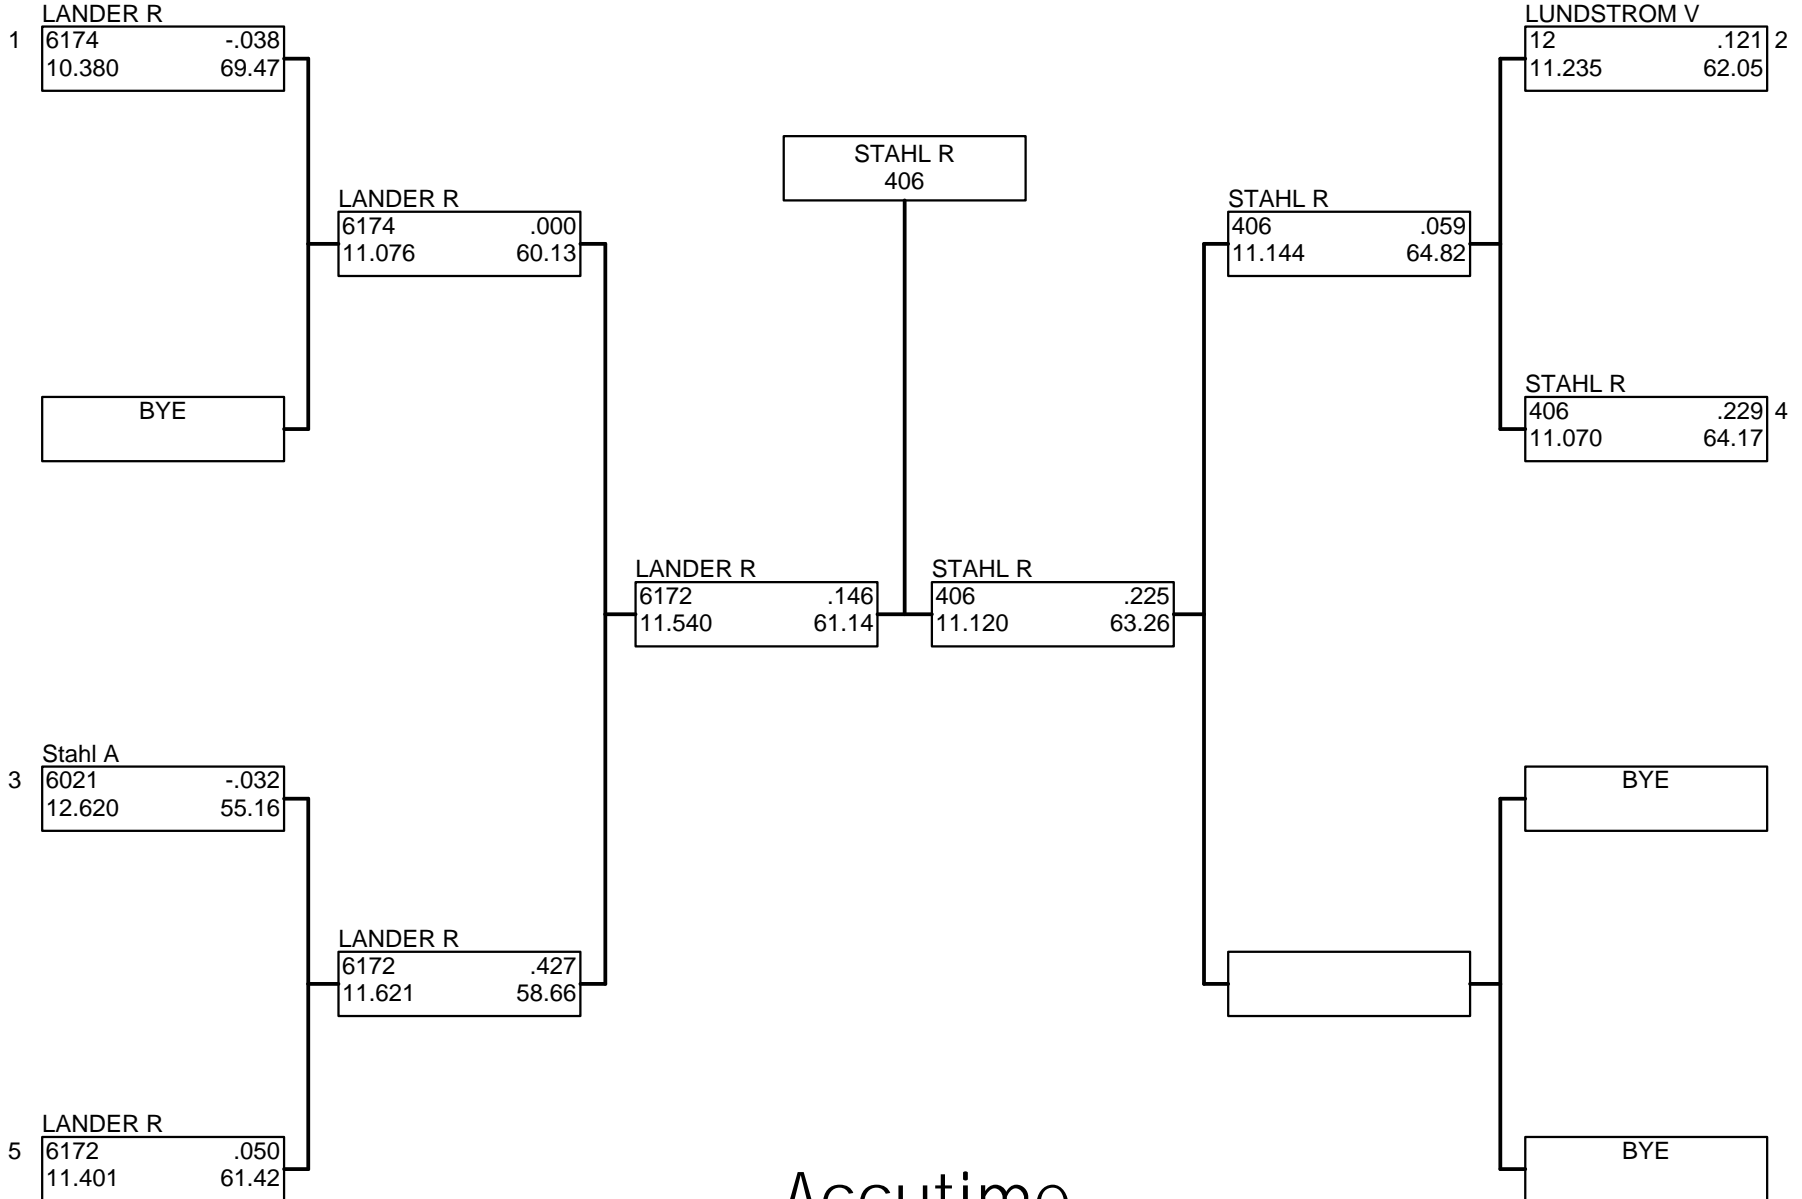 LANDER R
1 6174 -.038
10.380 69.47
BYE
LANDER R
6174 .000
11.076 60.13
Stahl A
3 6021 -.032
12.620 55.16
LANDER R
5 6172 .050
11.401 61.42
LANDER R
6172 .427
11.621 58.66
LANDER R
6172 .146
11.540 61.14
STAHL R
406
STAHL R
406 .225
11.120 63.26
STAHL R
406 .059
11.144 64.82
LUNDSTROM V
12 .121 2
11.235 62.05
STAHL R
406 .229 4
11.070 64.17
BYE
BYE
Accutime